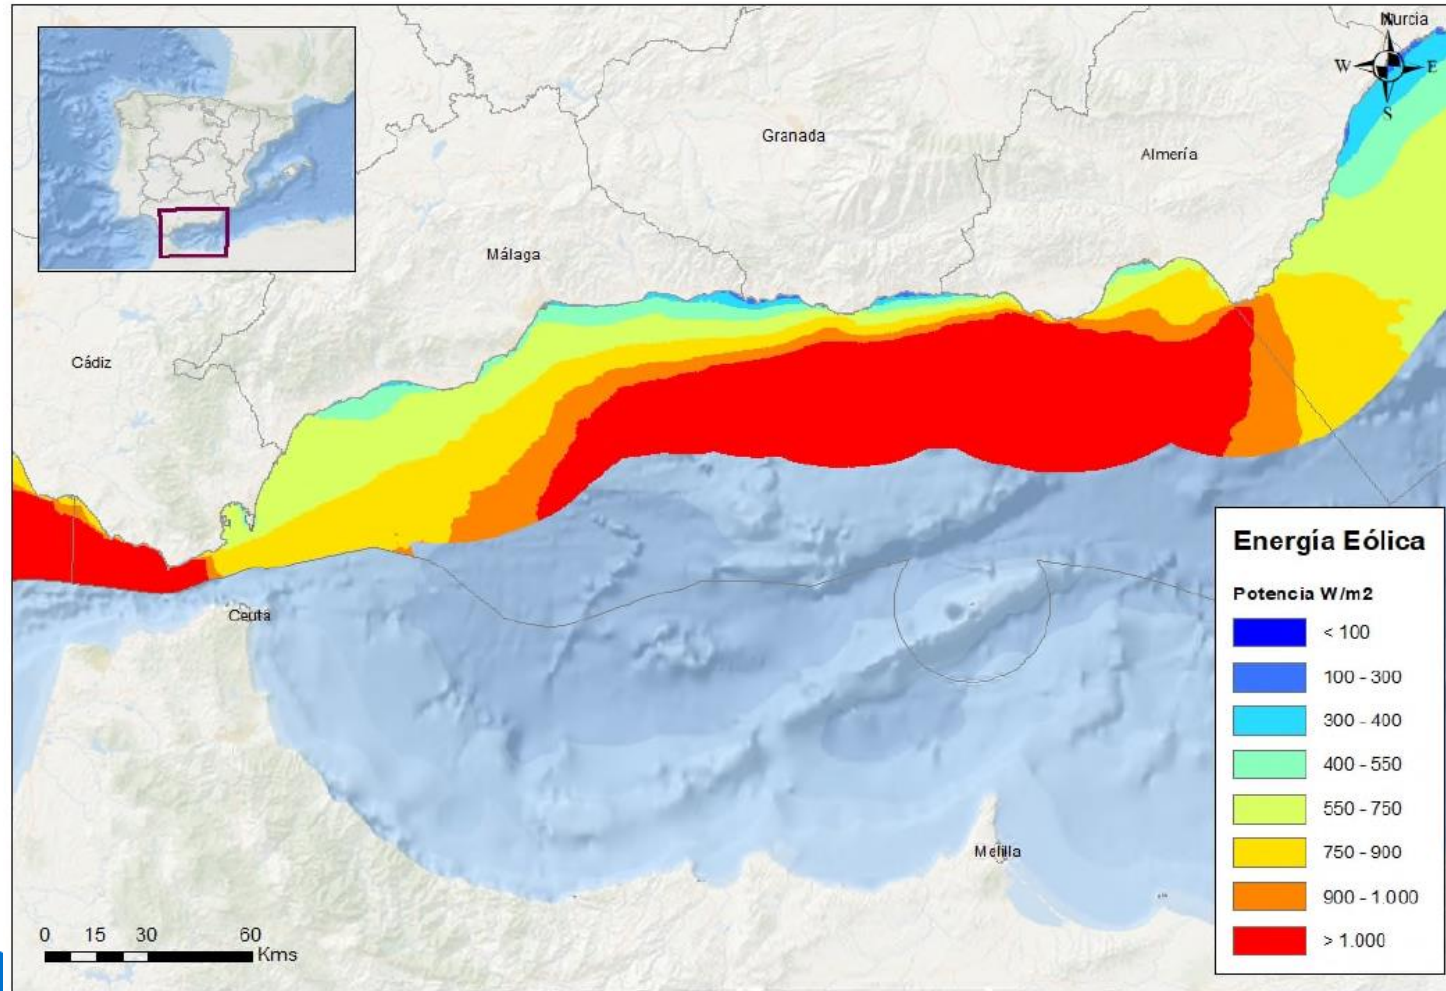 Murcia
N
W E
S
Granada
Almería
Málaga
Cádiz
Ceuta
Melilla
Energía Eólica
Potencia W/m2
< 100
100 - 300
300 - 400
400 - 550
550 - 750
750 - 900
900 - 1.000
> 1.000
0 15 30 60
Kms